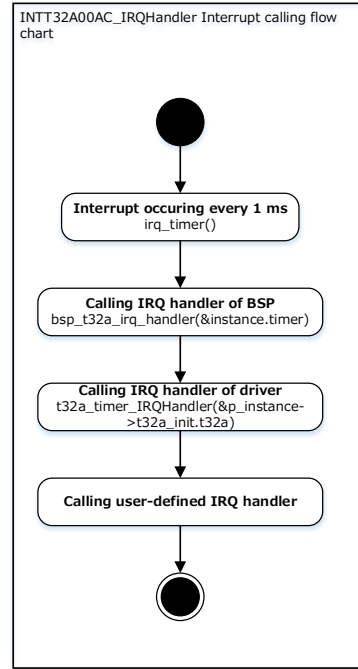 INTT32A00AC_IRQHandler Interrupt calling flow
chart
Interrupt occuring every 1 ms
irq_timer()
Calling IRQ handler of BSP
bsp_t32a_irq_handler(&instance.timer)
Calling IRQ handler of driver
t32a_timer_IRQHandler(&p_instance-
>t32a_init.t32a)
Calling user-defined IRQ handler